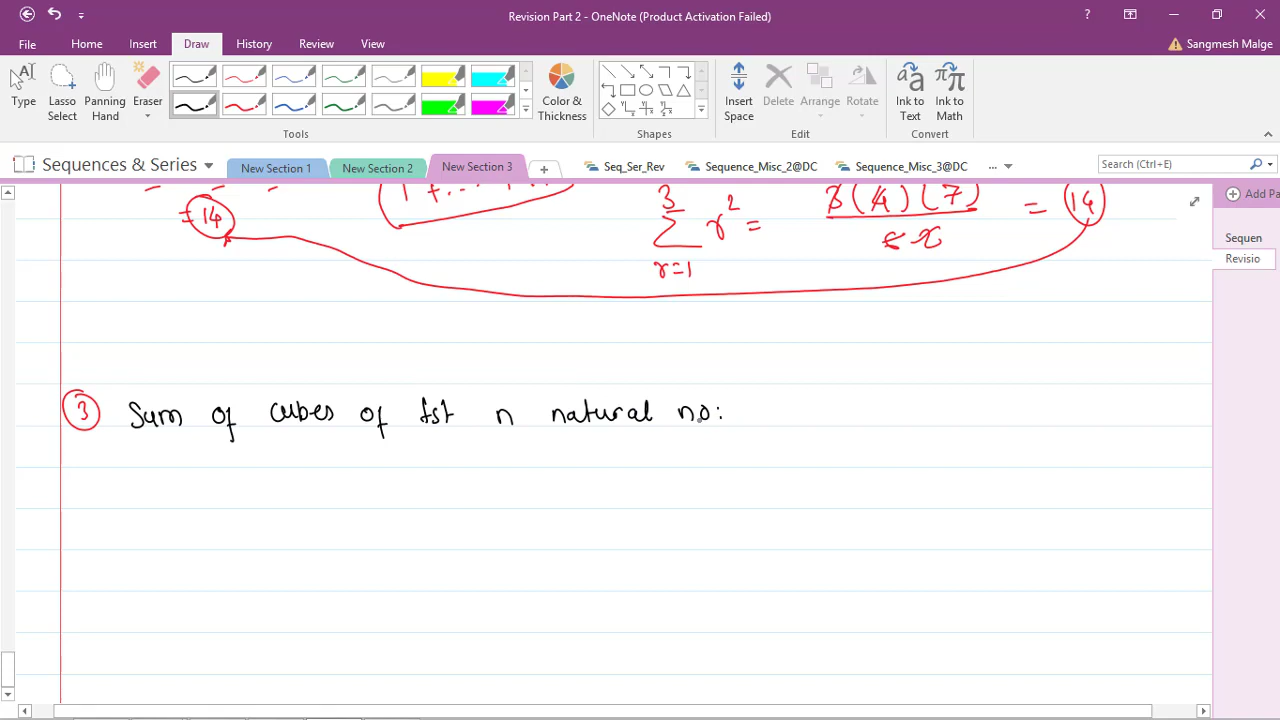 Revision Part 2 - OneNote (Product Activation Failed)
File Home Insert Draw History Review View Sangmesh Malge
Type Lasso Select Panning Hand Eraser Color & Thickness Insert Space Delete Arrange Rotate Ink to Text Ink to Math
Tools Shapes Edit Convert
Sequences & Series New Section 1 New Section 2 New Section 3 Seq_Ser_Rev Sequence_Misc_2@DC Sequence_Misc_3@DC ... Search (Ctrl+E)
Add Pa
Sequen
Revisio
= 14
3 ∑ r=1 r² = 3(4)(7) = 14
③ Sum of cubes of 1st n natural no: